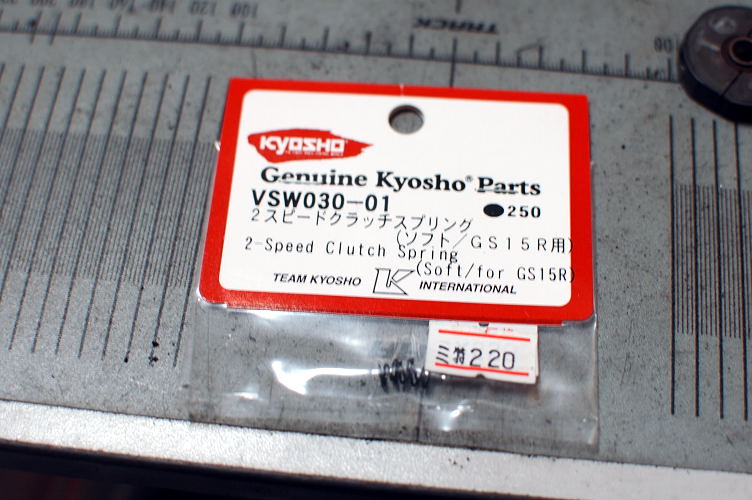 TRACK
KYOSHO
Genuine Kyosho® Parts
VSW030-01
●250
2スピードクラッチスプリング
(ソフト/GS15R用)
2-Speed Clutch Spring
(Soft/for GS15R)
TEAM KYOSHO K INTERNATIONAL
ミ特220